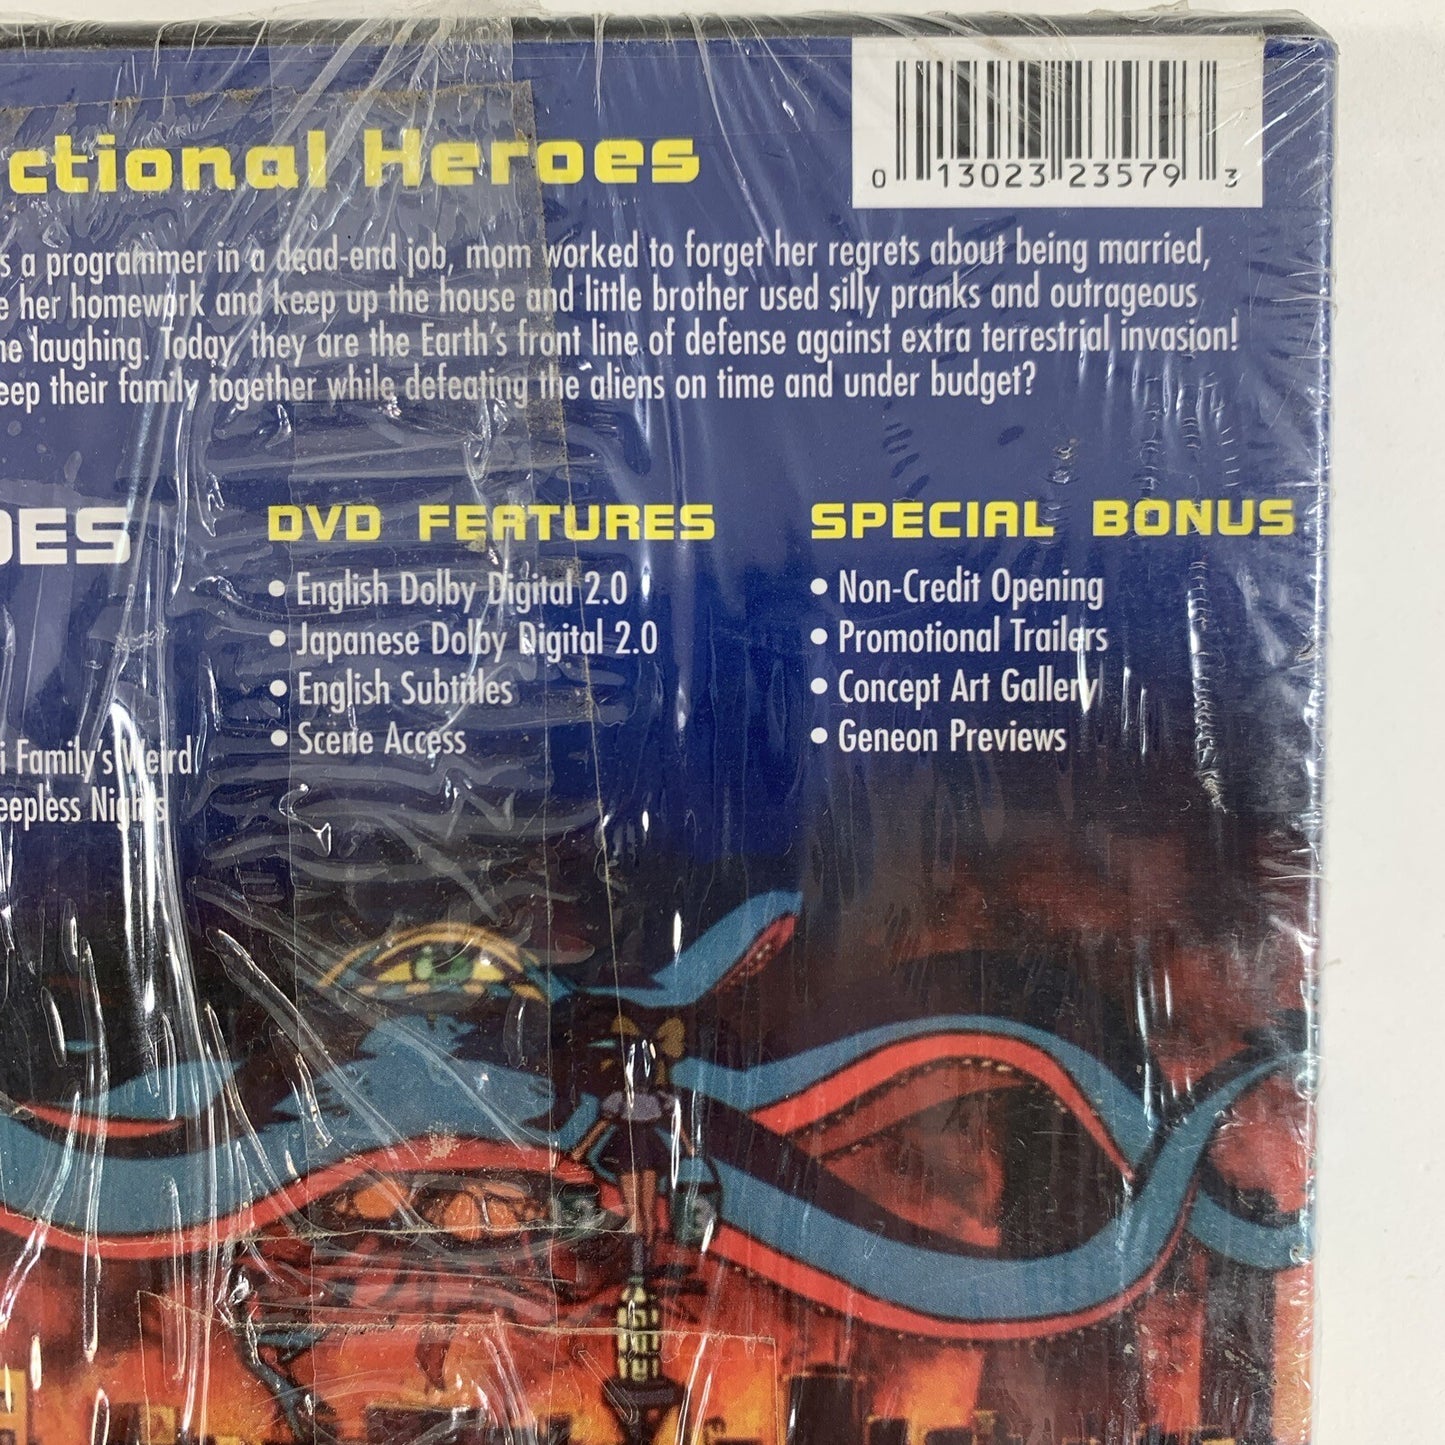 ctional Heroes
0 13023 23579 3
s a programmer in a dead-end job, mom worked to forget her regrets about being married,
e her homework and keep up the house and little brother used silly pranks and outrageous
ne laughing. Today, they are the Earth's front line of defense against extra terrestrial invasion!
eep their family together while defeating the aliens on time and under budget?
DES
i Family's Weird
eepless Nights
DVD FEATURES
• English Dolby Digital 2.0
• Japanese Dolby Digital 2.0
• English Subtitles
• Scene Access
SPECIAL BONUS
• Non-Credit Opening
• Promotional Trailers
• Concept Art Gallery
• Geneon Previews